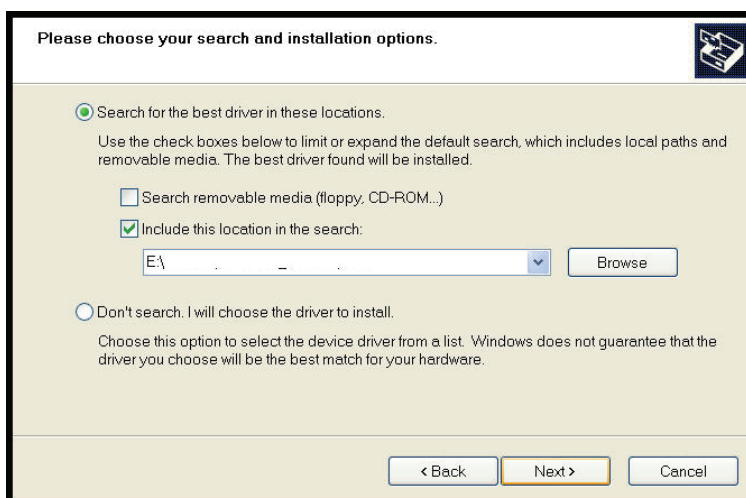 Please choose your search and installation options.
Search for the best driver in these locations.
Use the check boxes below to limit or expand the default search, which includes local paths and
removable media. The best driver found will be installed.
Search removable media (floppy, CD-ROM...)
Include this location in the search:
E:\
Browse
Don't search. I will choose the driver to install.
Choose this option to select the device driver from a list. Windows does not guarantee that the
driver you choose will be the best match for your hardware.
< Back
Next >
Cancel